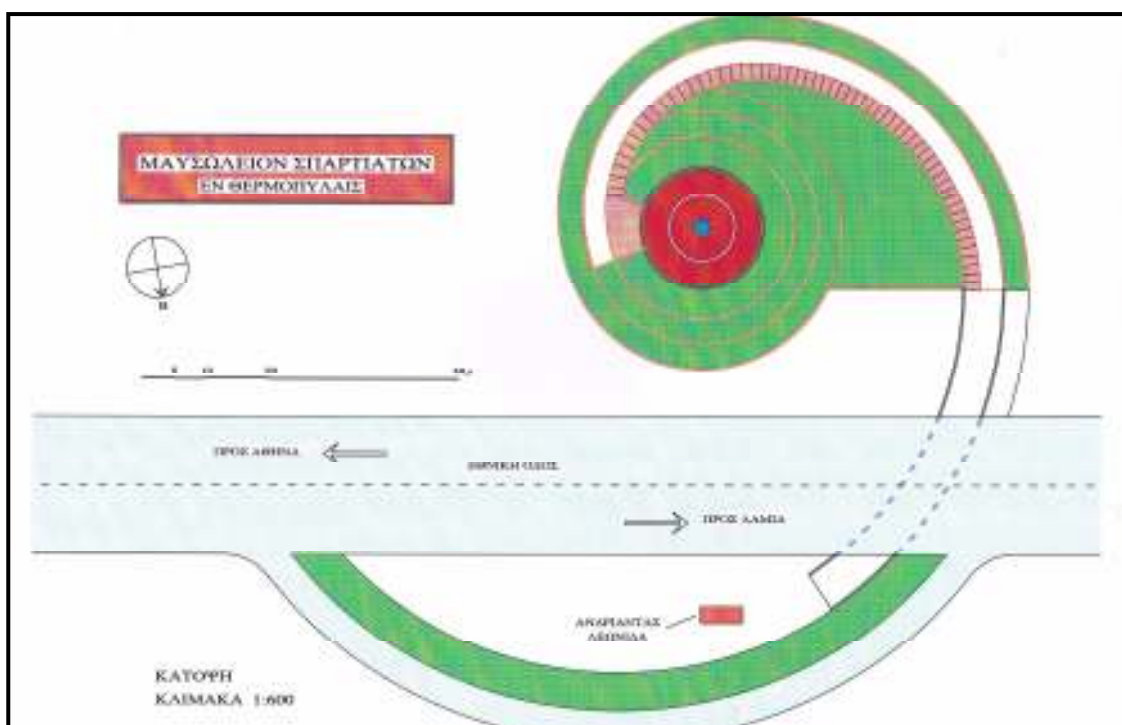 ΜΑΥΣΩΛΕΙΟΝ ΣΠΑΡΤΙΑΤΩΝ
ΕΝ ΘΕΡΜΟΠΥΛΑΙΣ
ΠΡΟΣ ΑΘΗΝΑ
ΕΘΝΙΚΗ ΟΔΟΣ
ΠΡΟΣ ΛΑΜΙΑ
ΑΝΔΡΙΑΝΤΑΣ
ΛΕΩΝΙΔΑ
ΚΑΤΟΨΗ
ΚΛΙΜΑΚΑ 1:600